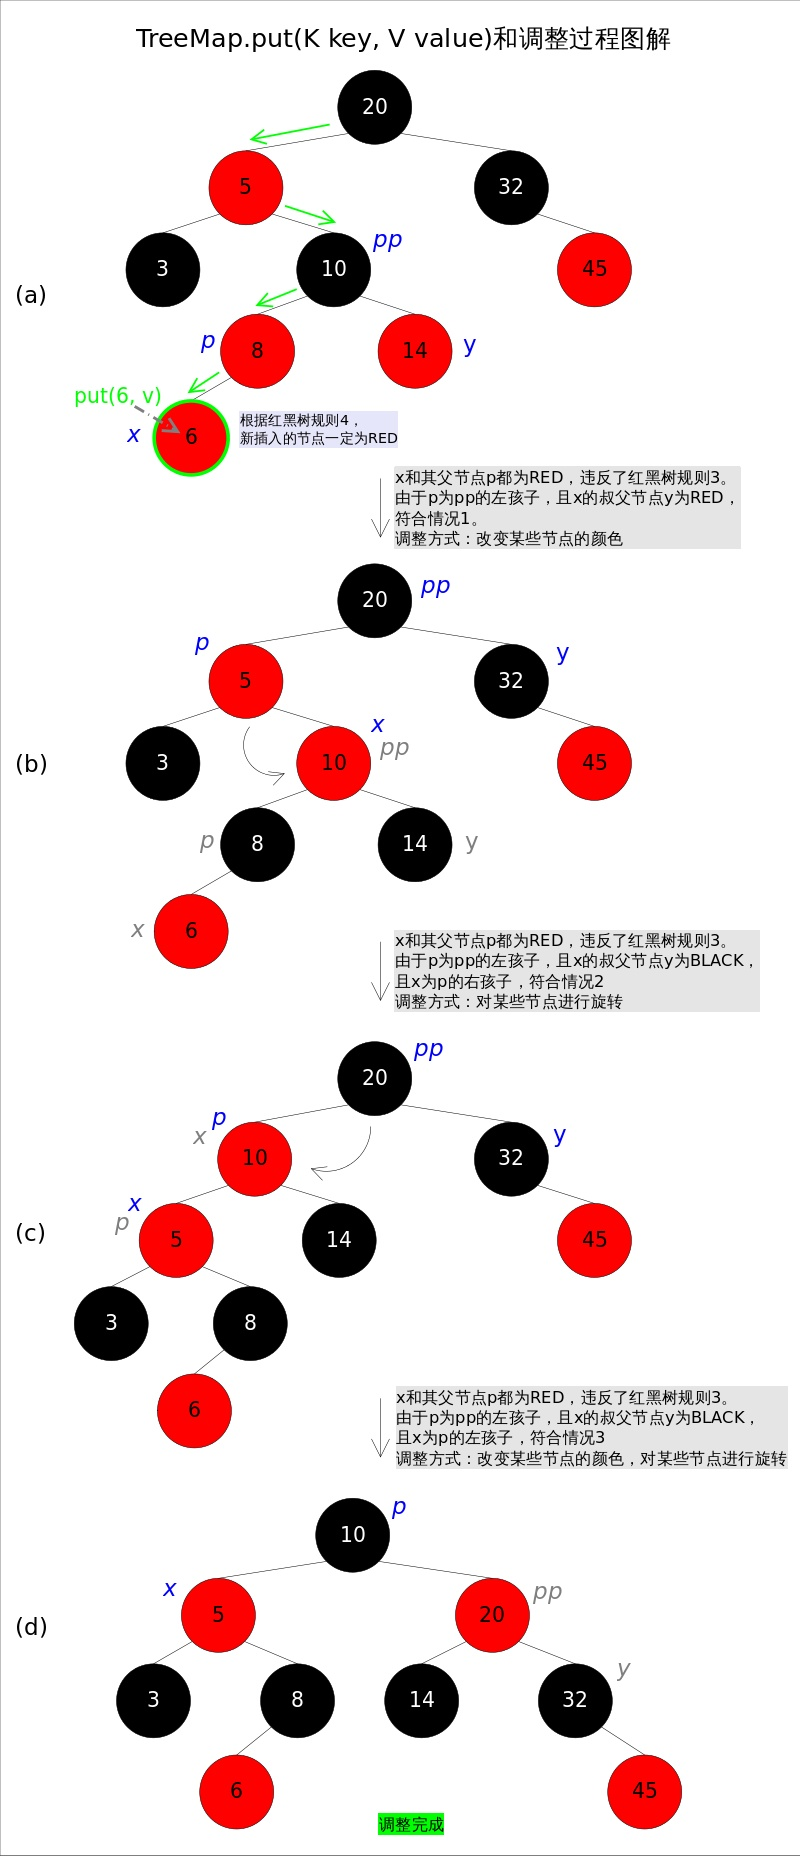 TreeMap.put(K key, V value)和调整过程图解
20
5
32
pp
3
10
45
(a)
p
8
14
y
put(6, v)
x
6
根据红黑树规则4，
新插入的节点一定为RED
x和其父节点p都为RED，违反了红黑树规则3。
由于p为pp的左孩子，且x的叔父节点y为RED，
符合情况1。
调整方式：改变某些节点的颜色
20
pp
p
5
32
y
x
pp
(b)
3
10
45
p
8
14
y
x
6
x和其父节点p都为RED，违反了红黑树规则3。
由于p为pp的左孩子，且x的叔父节点y为BLACK，
且x为p的右孩子，符合情况2
调整方式：对某些节点进行旋转
20
pp
p
x
10
32
y
x
p
(c)
5
14
45
3
8
6
x和其父节点p都为RED，违反了红黑树规则3。
由于p为pp的左孩子，且x的叔父节点y为BLACK，
且x为p的左孩子，符合情况3
调整方式：改变某些节点的颜色，对某些节点进行旋转
10
p
x
5
20
pp
(d)
3
8
14
32
y
6
45
调整完成